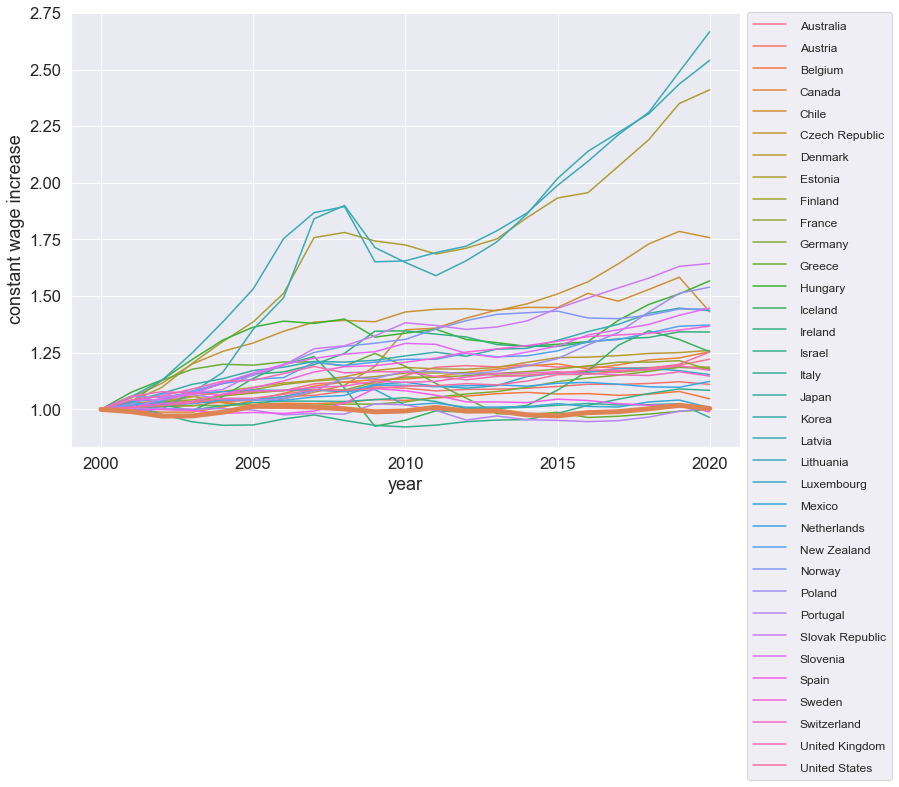 constant wage increase
2.75
2.50
2.25
2.00
1.75
1.50
1.25
1.00
2000
2005
2010
2015
2020
year
Australia
Austria
Belgium
Canada
Chile
Czech Republic
Denmark
Estonia
Finland
France
Germany
Greece
Hungary
Iceland
Ireland
Israel
Italy
Japan
Korea
Latvia
Lithuania
Luxembourg
Mexico
Netherlands
New Zealand
Norway
Poland
Portugal
Slovak Republic
Slovenia
Spain
Sweden
Switzerland
United Kingdom
United States